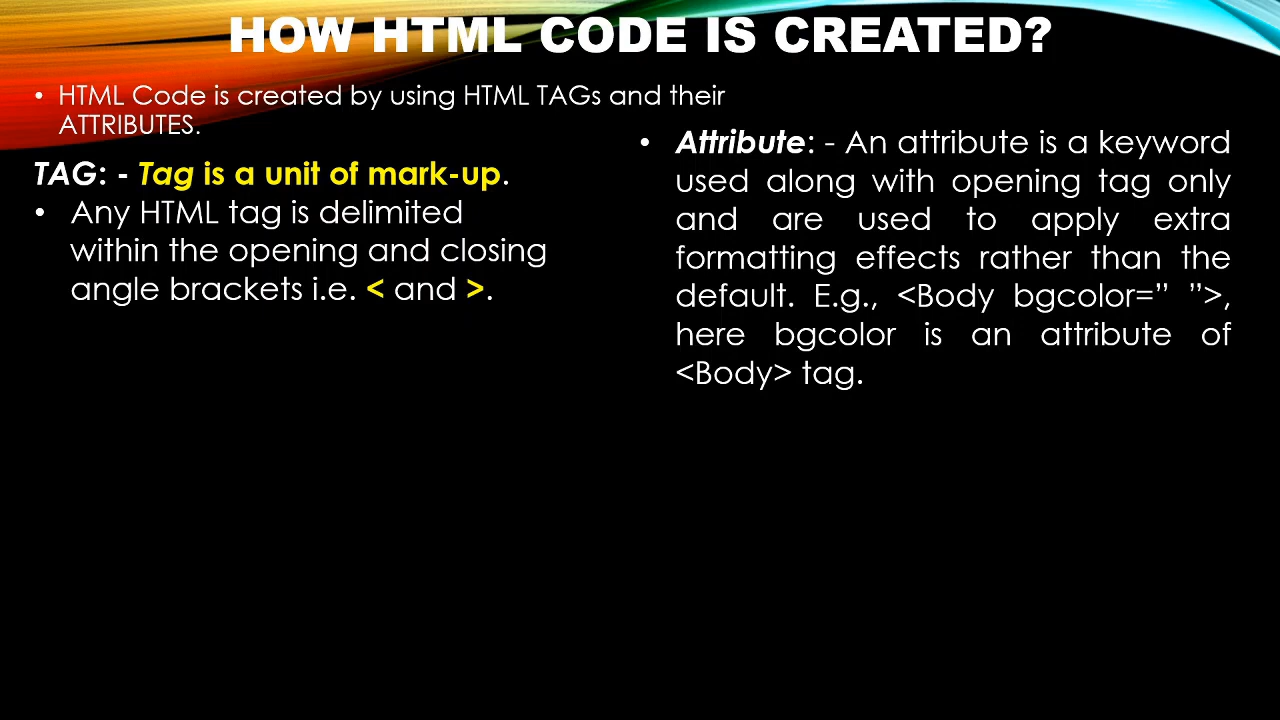 HOW HTML CODE IS CREATED?
• HTML Code is created by using HTML TAGs and their
ATTRIBUTES.
TAG: - Tag is a unit of mark-up.
• Any HTML tag is delimited
within the opening and closing
angle brackets i.e. < and >.
• Attribute: - An attribute is a keyword
used along with opening tag only
and are used to apply extra
formatting effects rather than the
default. E.g., <Body bgcolor=” ”>,
here bgcolor is an attribute of
<Body> tag.